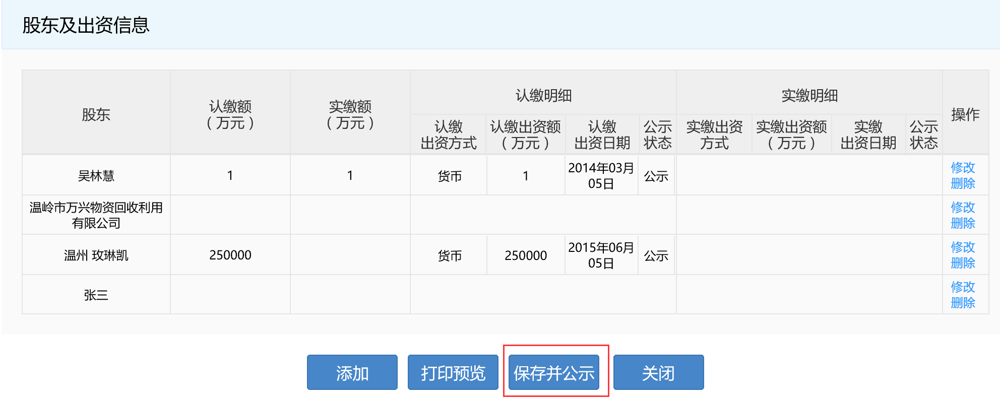 股东及出资信息
股东
认缴额
（万元）
实缴额
（万元）
认缴明细
实缴明细
操作
认缴
出资方式
认缴出资额
（万元）
认缴
出资日期
公示
状态
实缴出资
方式
实缴出资额
（万元）
实缴
出资日期
公示
状态
吴林慧
1
1
货币
1
2014年03月
05日
公示
修改
删除
温岭市万兴物资回收利用
有限公司
修改
删除
温州 玫琳凯
250000
货币
250000
2015年06月
05日
公示
修改
删除
张三
修改
删除
添加
打印预览
保存并公示
关闭